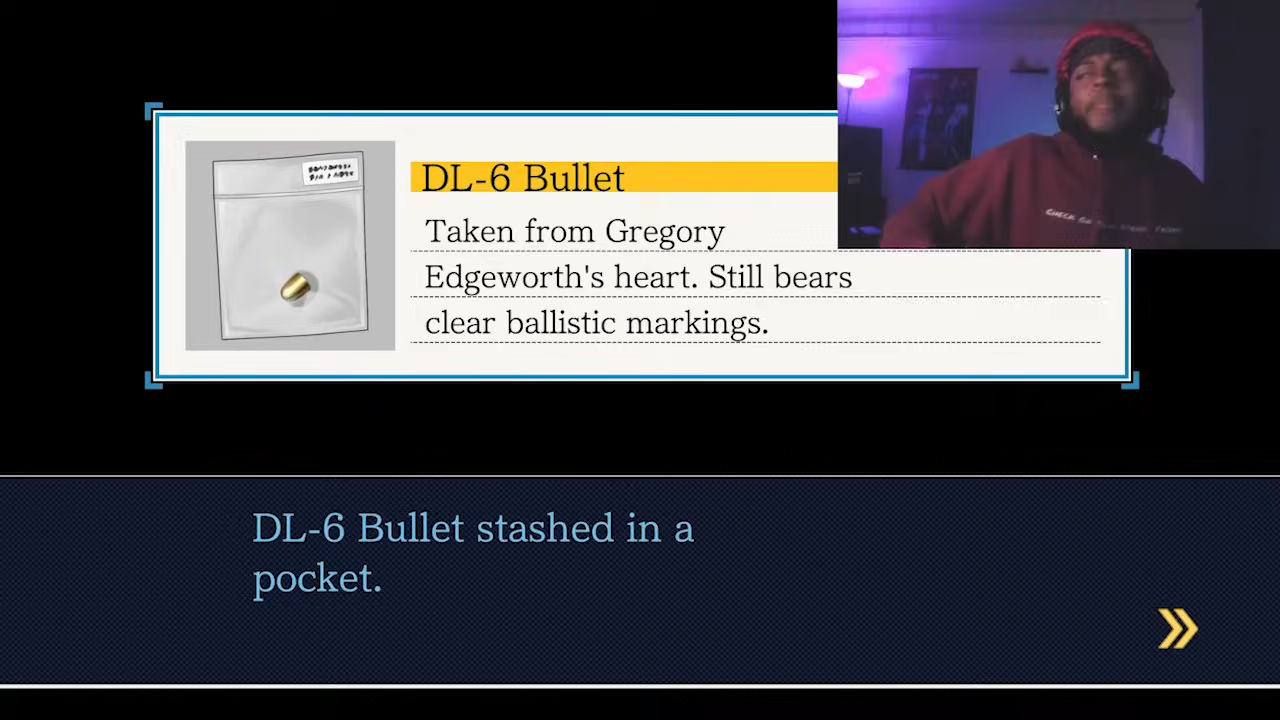 DL-6 Bullet
Taken from Gregory
Edgeworth's heart. Still bears
clear ballistic markings.
DL-6 Bullet stashed in a
pocket.